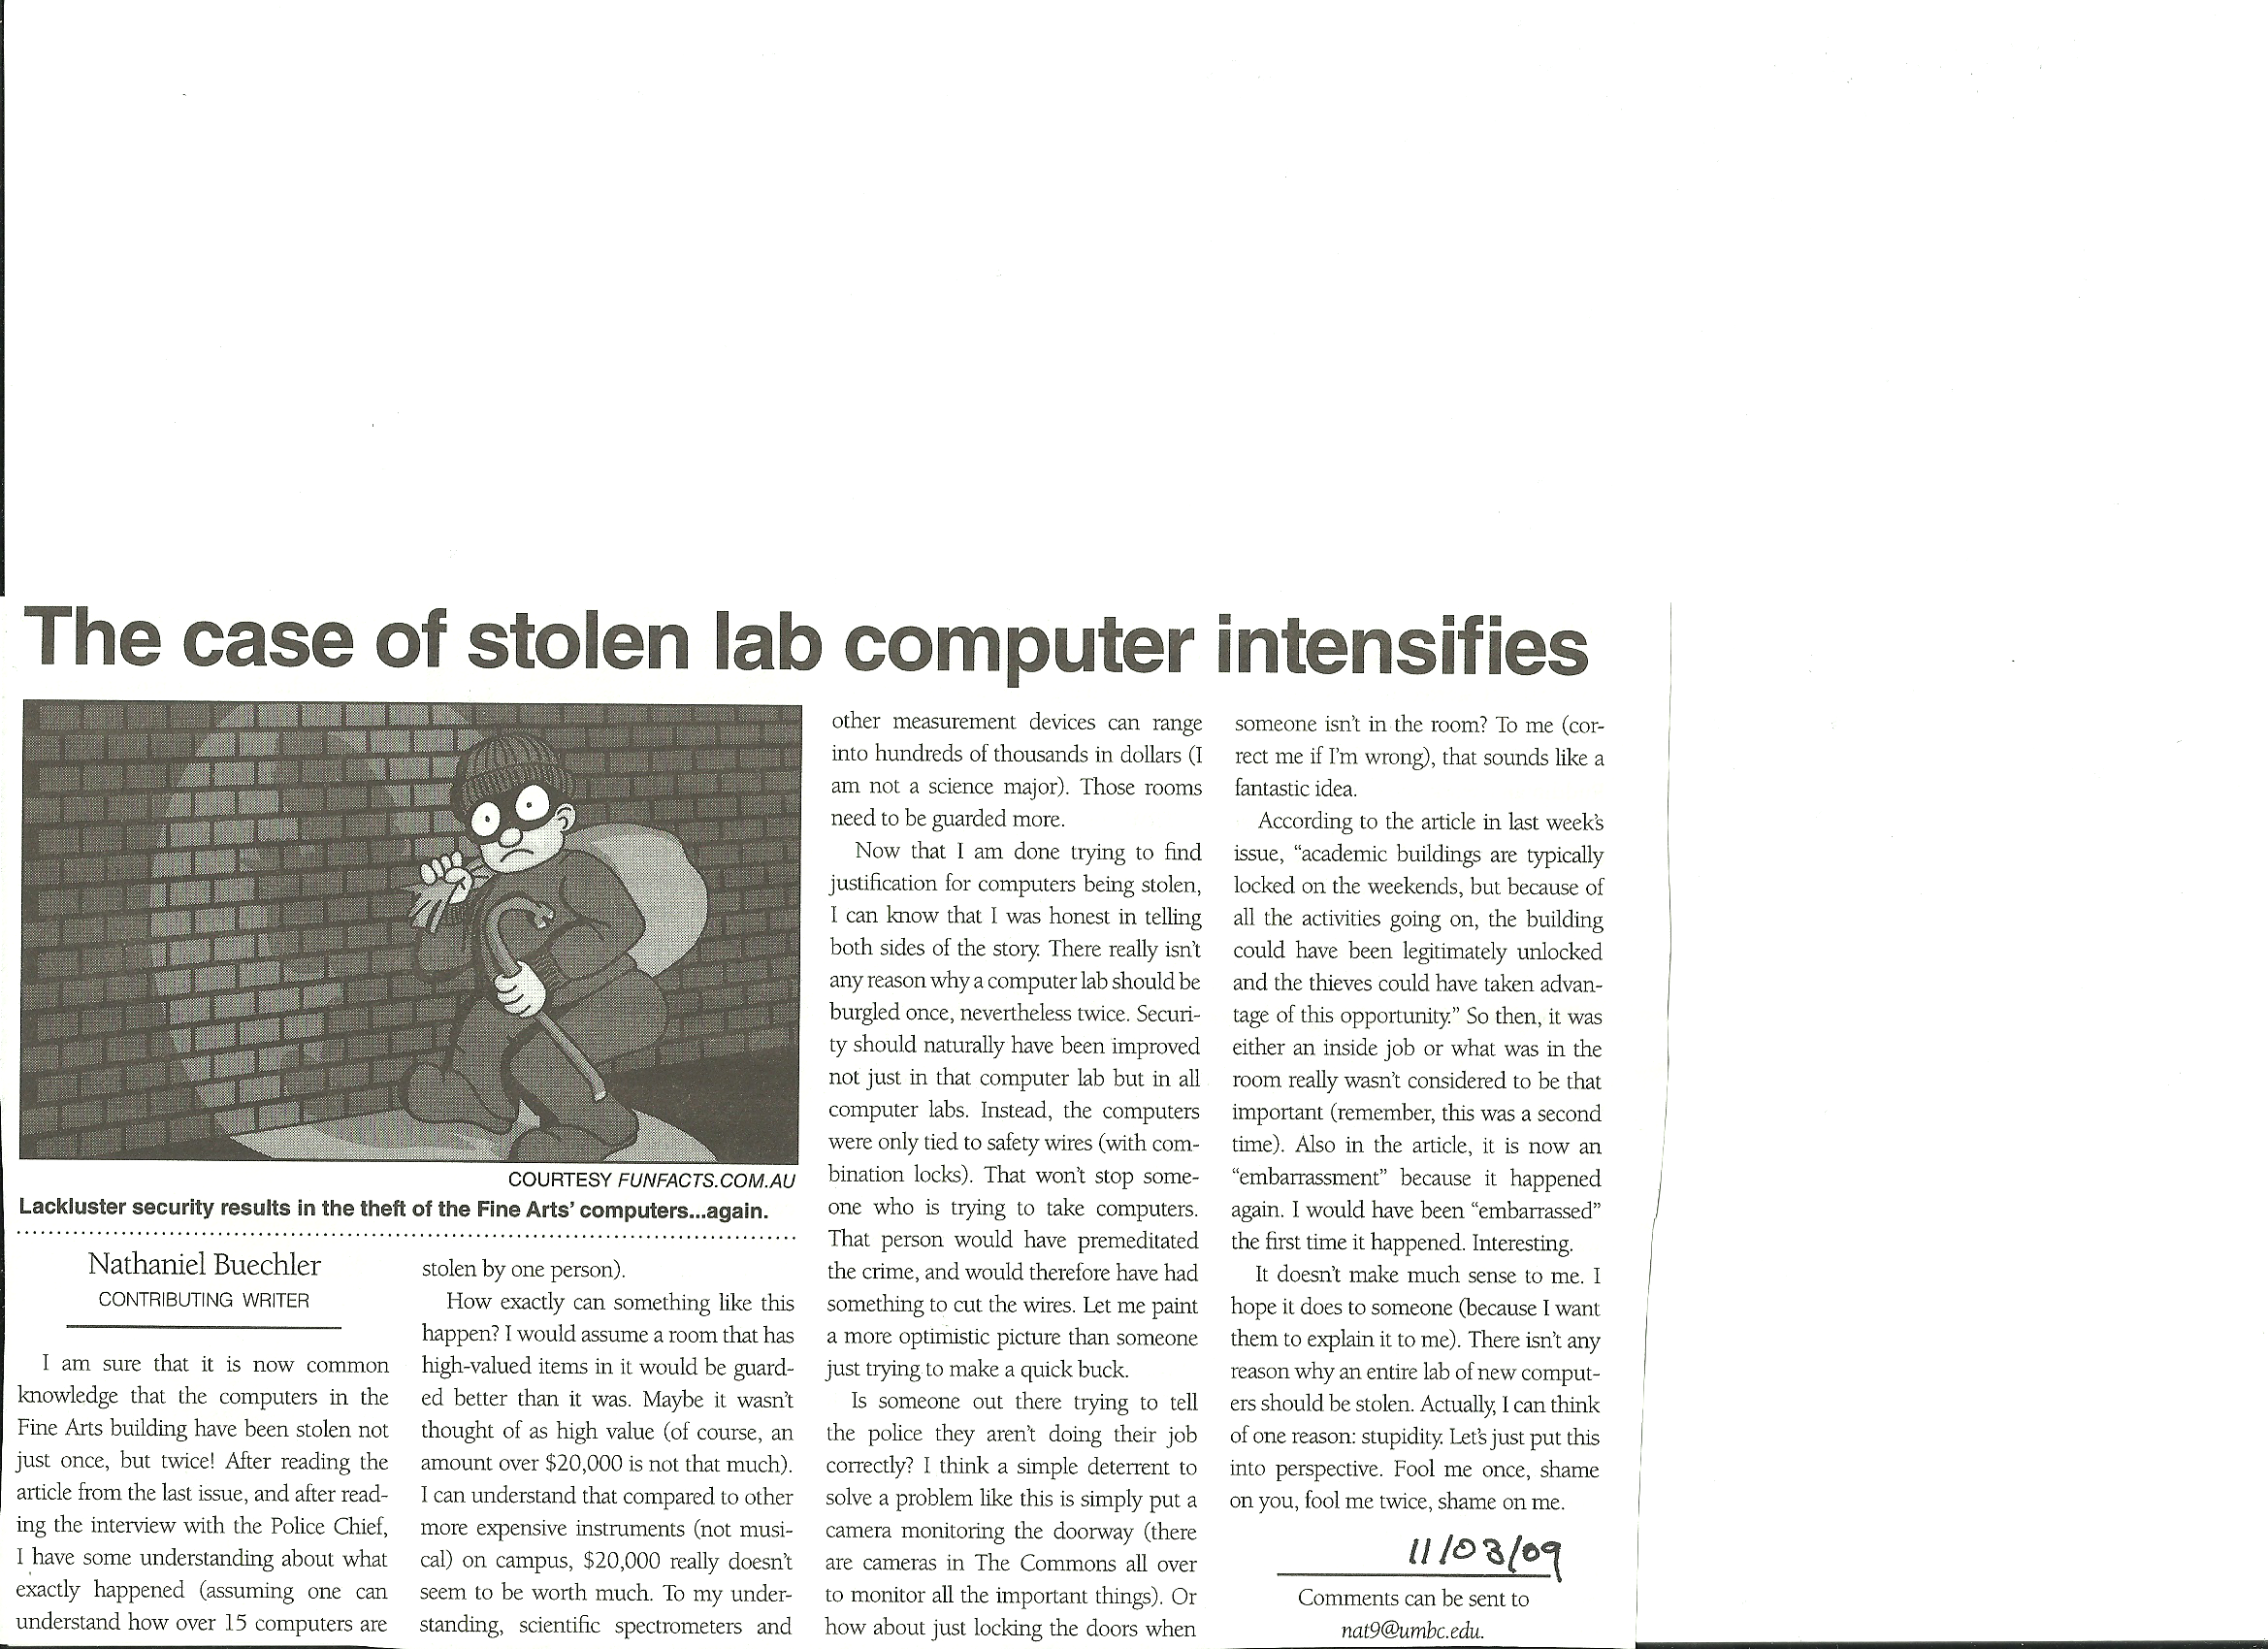 The case of stolen lab computer intensifies
COURTESY FUNFACTS.COM.AU
Lackluster security results in the theft of the Fine Arts' computers...again.
Nathaniel Buechler
CONTRIBUTING WRITER
I am sure that it is now common
knowledge that the computers in the
Fine Arts building have been stolen not
just once, but twice! After reading the
article from the last issue, and after read-
ing the interview with the Police Chief,
I have some understanding about what
exactly happened (assuming one can
understand how over 15 computers are
stolen by one person).
How exactly can something like this
happen? I would assume a room that has
high-valued items in it would be guard-
ed better than it was. Maybe it wasn't
thought of as high value (of course, an
amount over $20,000 is not that much).
I can understand that compared to other
more expensive instruments (not musi-
cal) on campus, $20,000 really doesn't
seem to be worth much. To my under-
standing, scientific spectrometers and
other measurement devices can range
into hundreds of thousands in dollars (I
am not a science major). Those rooms
need to be guarded more.
Now that I am done trying to find
justification for computers being stolen,
I can know that I was honest in telling
both sides of the story. There really isn't
any reason why a computer lab should be
burgled once, nevertheless twice. Securi-
ty should naturally have been improved
not just in that computer lab but in all
computer labs. Instead, the computers
were only tied to safety wires (with com-
bination locks). That won't stop some-
one who is trying to take computers.
That person would have premeditated
the crime, and would therefore have had
something to cut the wires. Let me paint
a more optimistic picture than someone
just trying to make a quick buck.
Is someone out there trying to tell
the police they aren't doing their job
correctly? I think a simple deterrent to
solve a problem like this is simply put a
camera monitoring the doorway (there
are cameras in The Commons all over
to monitor all the important things). Or
how about just locking the doors when
someone isn't in the room? To me (cor-
rect me if I'm wrong), that sounds like a
fantastic idea.
According to the article in last week's
issue, "academic buildings are typically
locked on the weekends, but because of
all the activities going on, the building
could have been legitimately unlocked
and the thieves could have taken advan-
tage of this opportunity." So then, it was
either an inside job or what was in the
room really wasn't considered to be that
important (remember, this was a second
time). Also in the article, it is now an
"embarrassment" because it happened
again. I would have been "embarrassed"
the first time it happened. Interesting.
It doesn't make much sense to me. I
hope it does to someone (because I want
them to explain it to me). There isn't any
reason why an entire lab of new comput-
ers should be stolen. Actually, I can think
of one reason: stupidity. Let's just put this
into perspective. Fool me once, shame
on you, fool me twice, shame on me.
11/03/09
Comments can be sent to
nat9@umbc.edu.